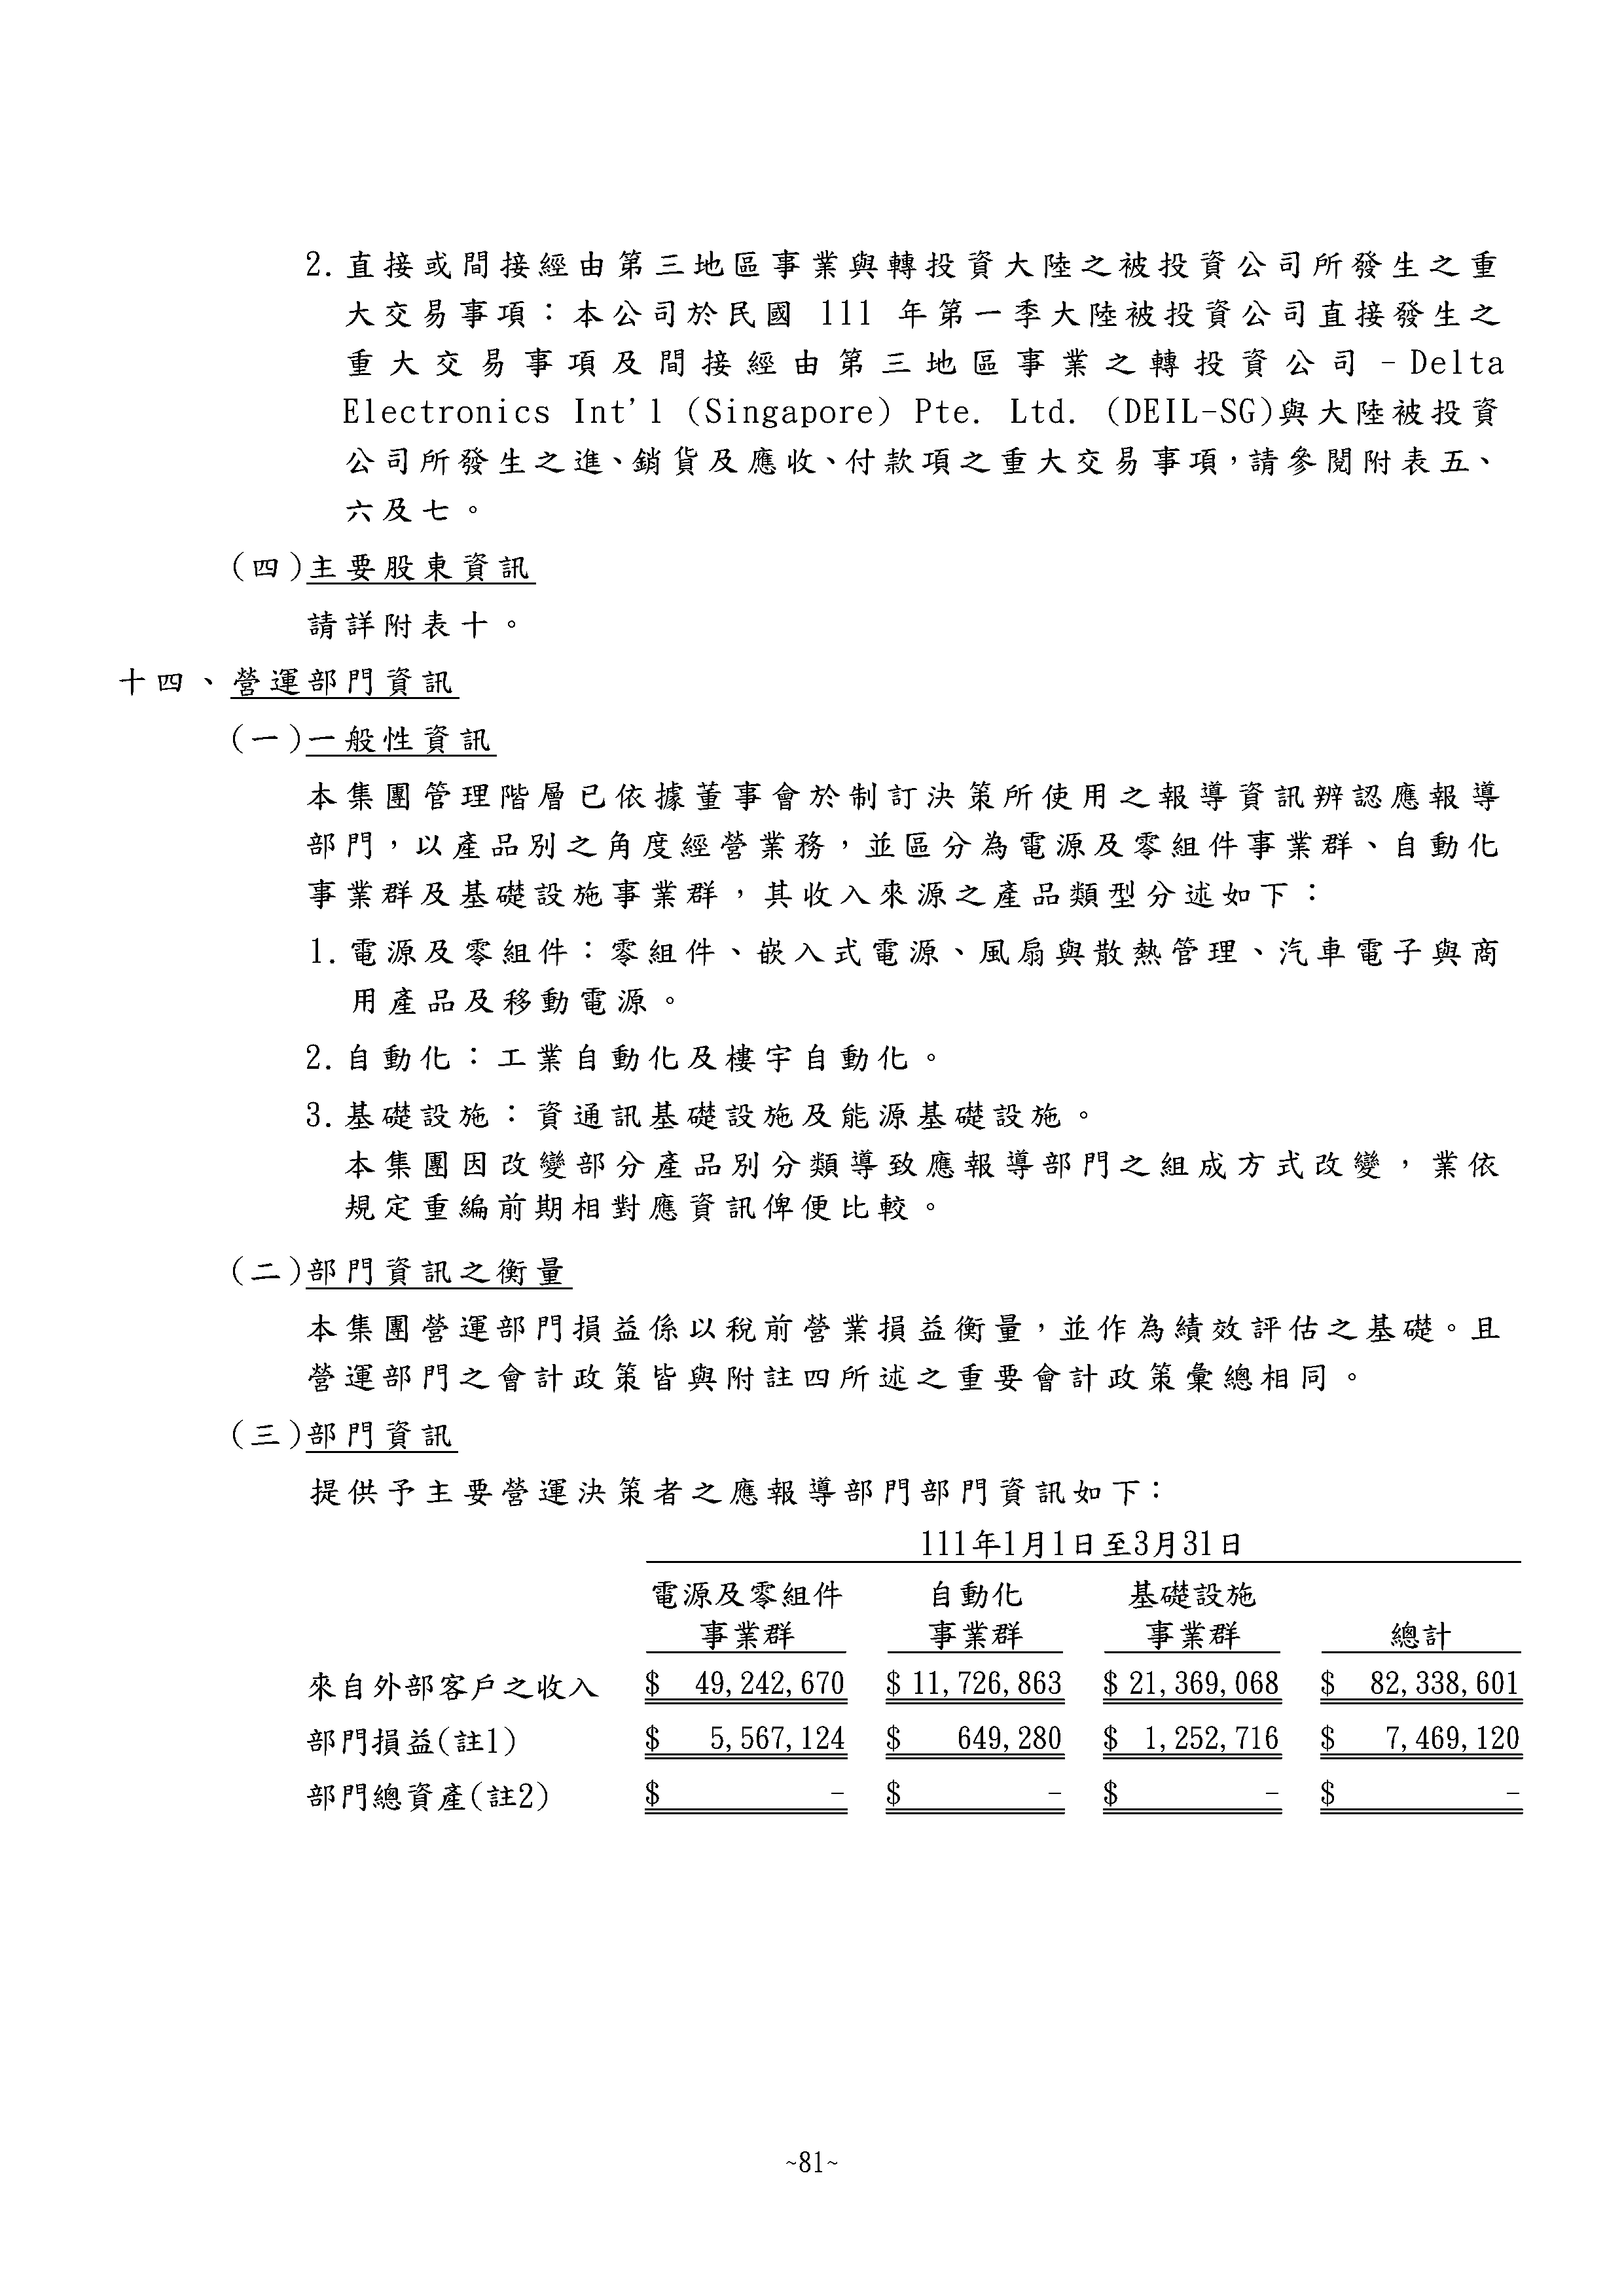 2. 直接或間接經由第三地區事業與轉投資大陸之被投資公司所發生之重
大交易事項：本公司於民國 111 年第一季大陸被投資公司直接發生之
重大交易事項及間接經由第三地區事業之轉投資公司–Delta
Electronics Int'l (Singapore) Pte. Ltd. (DEIL-SG)與大陸被投資
公司所發生之進、銷貨及應收、付款項之重大交易事項，請參閱附表五、
六及七。
(四)主要股東資訊
請詳附表十。
十四、營運部門資訊
(一)一般性資訊
本集團管理階層已依據董事會於制訂決策所使用之報導資訊辨認應報導
部門，以產品別之角度經營業務，並區分為電源及零組件事業群、自動化
事業群及基礎設施事業群，其收入來源之產品類型分述如下：
1. 電源及零組件：零組件、嵌入式電源、風扇與散熱管理、汽車電子與商
用產品及移動電源。
2. 自動化：工業自動化及樓宇自動化。
3. 基礎設施：資通訊基礎設施及能源基礎設施。
本集團因改變部分產品別分類導致應報導部門之組成方式改變，業依
規定重編前期相對應資訊俾便比較。
(二)部門資訊之衡量
本集團營運部門損益係以稅前營業損益衡量，並作為績效評估之基礎。且
營運部門之會計政策皆與附註四所述之重要會計政策彙總相同。
(三)部門資訊
提供予主要營運決策者之應報導部門部門資訊如下：
111年1月1日至3月31日
電源及零組件 自動化 基礎設施
事業群 事業群 事業群 總計
來自外部客戶之收入 $ 49,242,670 $ 11,726,863 $ 21,369,068 $ 82,338,601
部門損益(註1) $ 5,567,124 $ 649,280 $ 1,252,716 $ 7,469,120
部門總資產(註2) $ – $ – $ – $ –
~81~